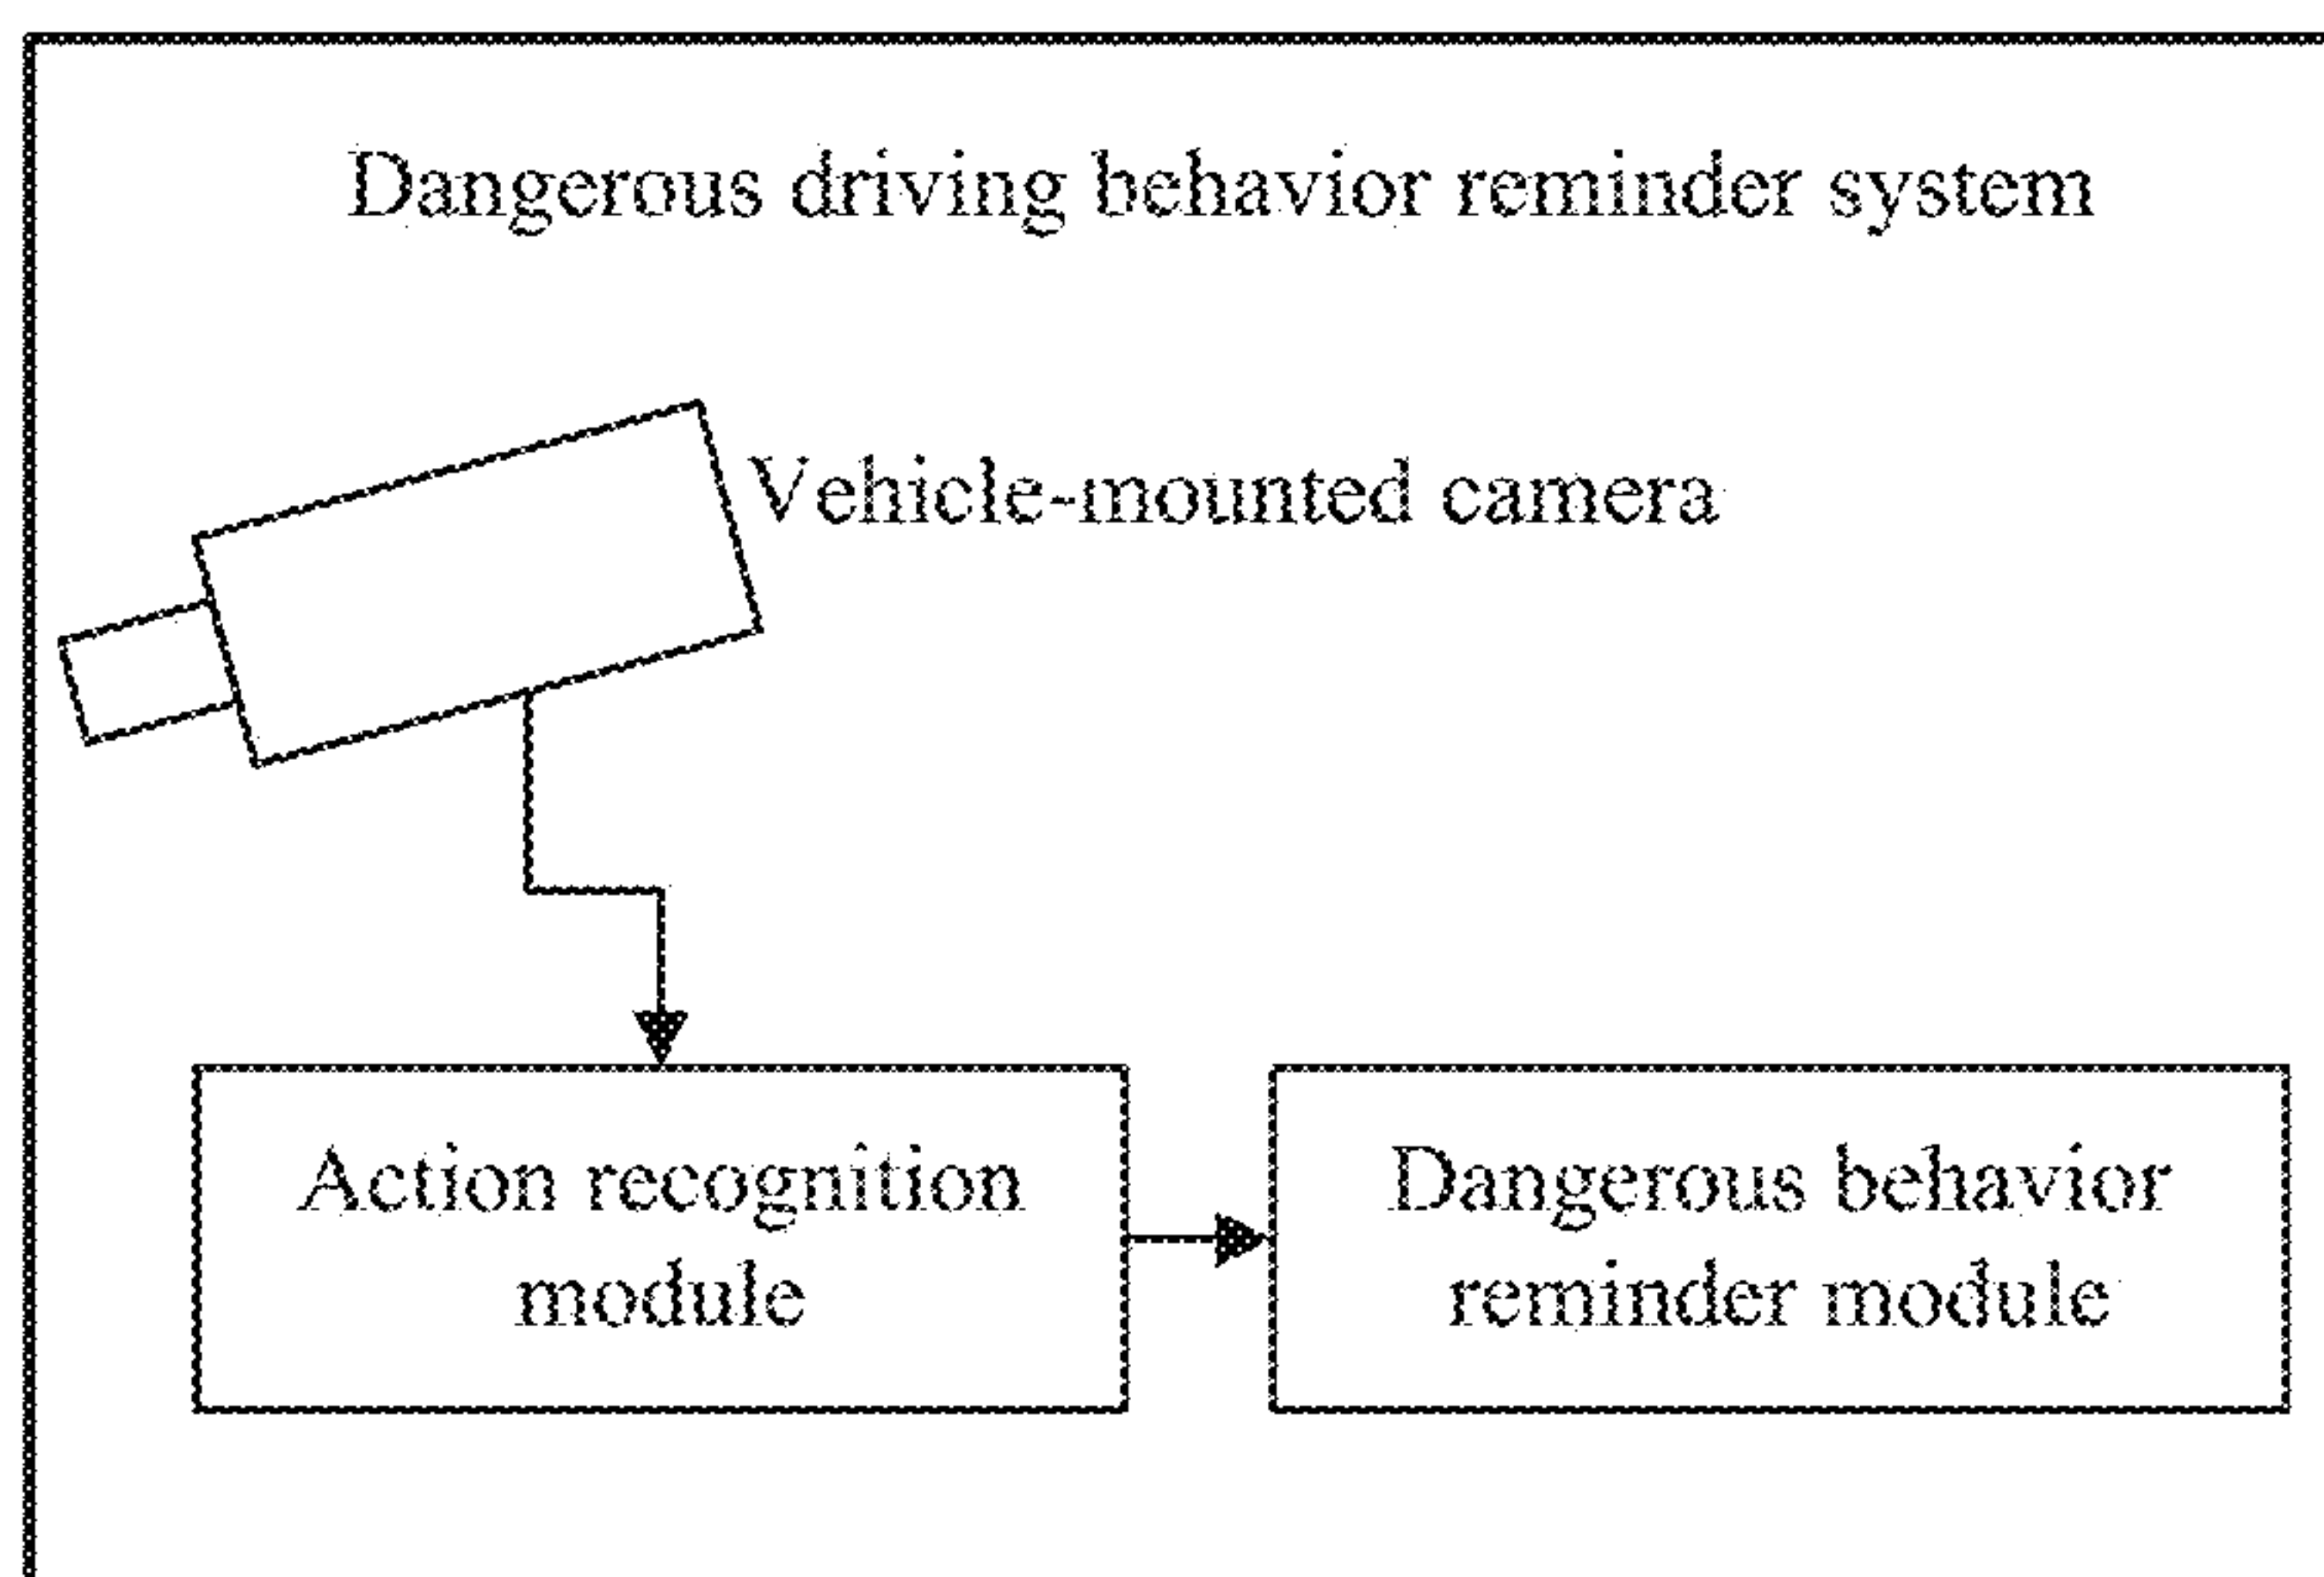 Dangerous driving behavior reminder system
Vehicle-mounted camera
Action recognition
module
Dangerous behavior
reminder module